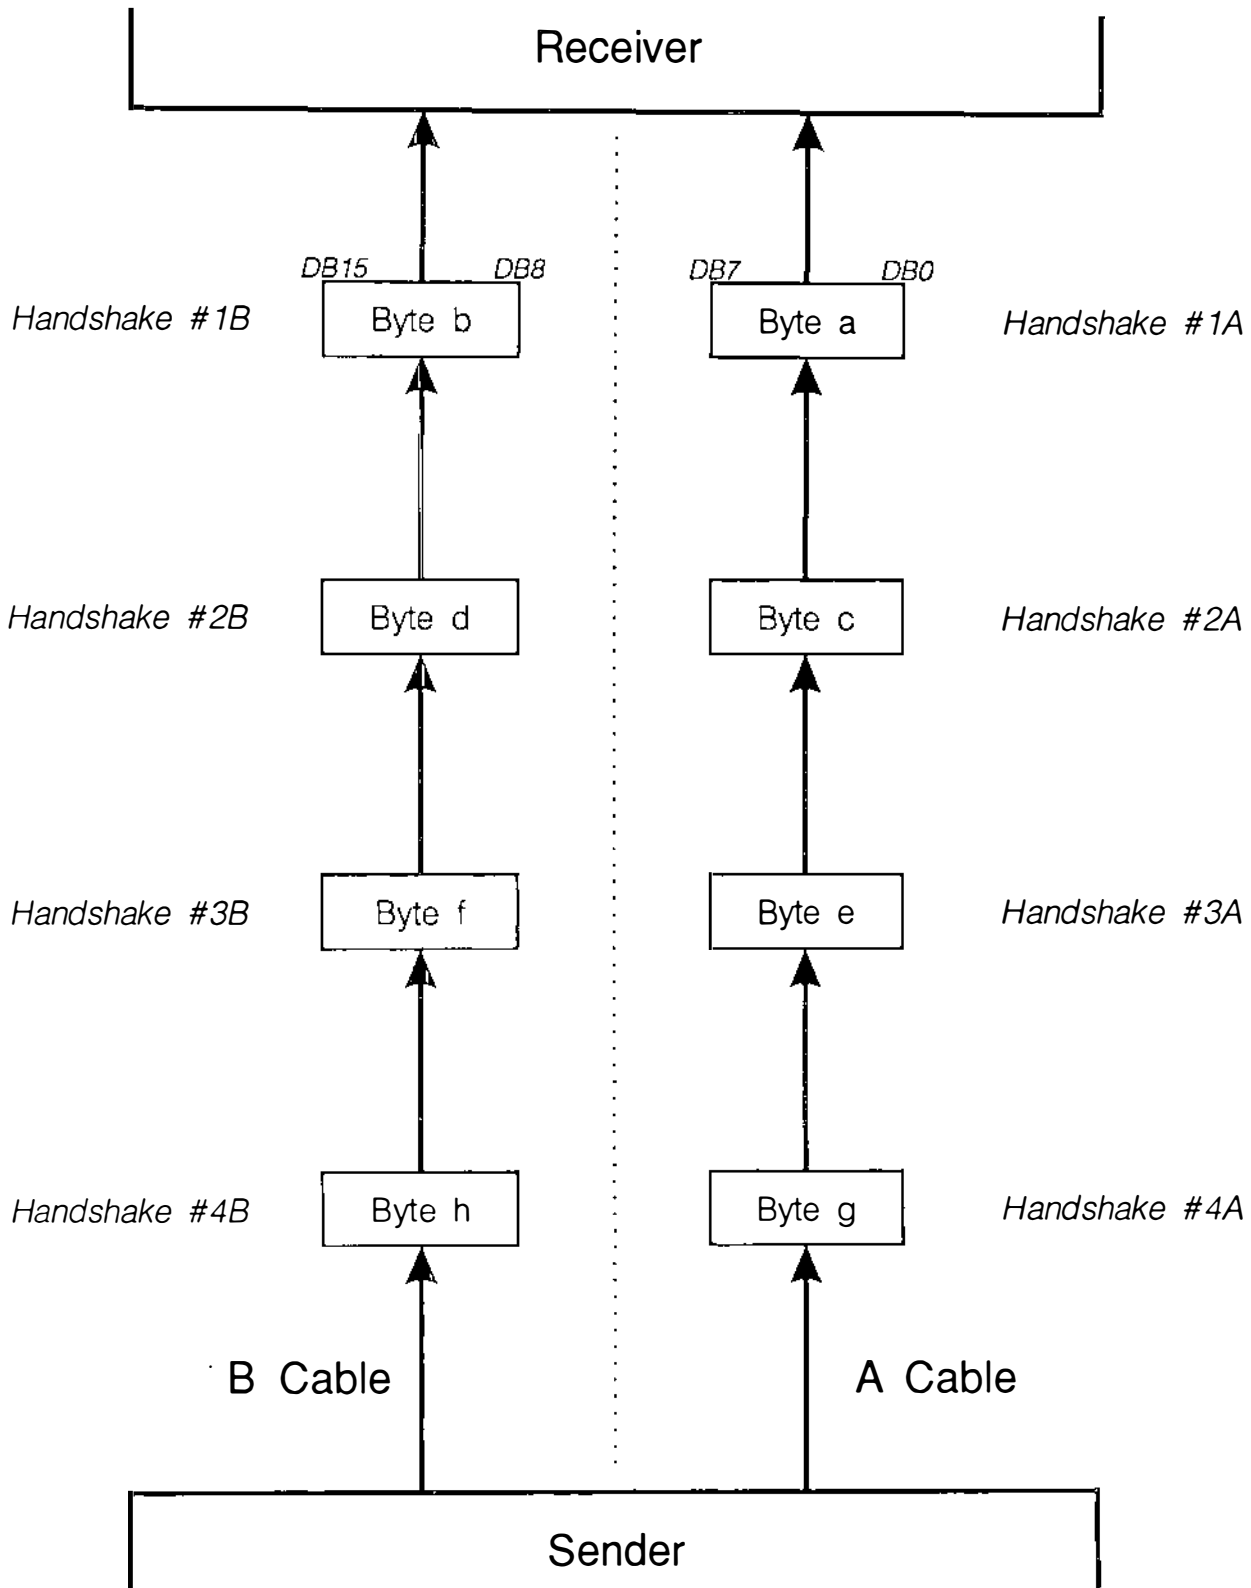 Receiver
DB15 DB8 DB7 DB0
Handshake #1B Byte b Byte a Handshake #1A
Handshake #2B Byte d Byte c Handshake #2A
Handshake #3B Byte f Byte e Handshake #3A
Handshake #4B Byte h Byte g Handshake #4A
B Cable A Cable
Sender